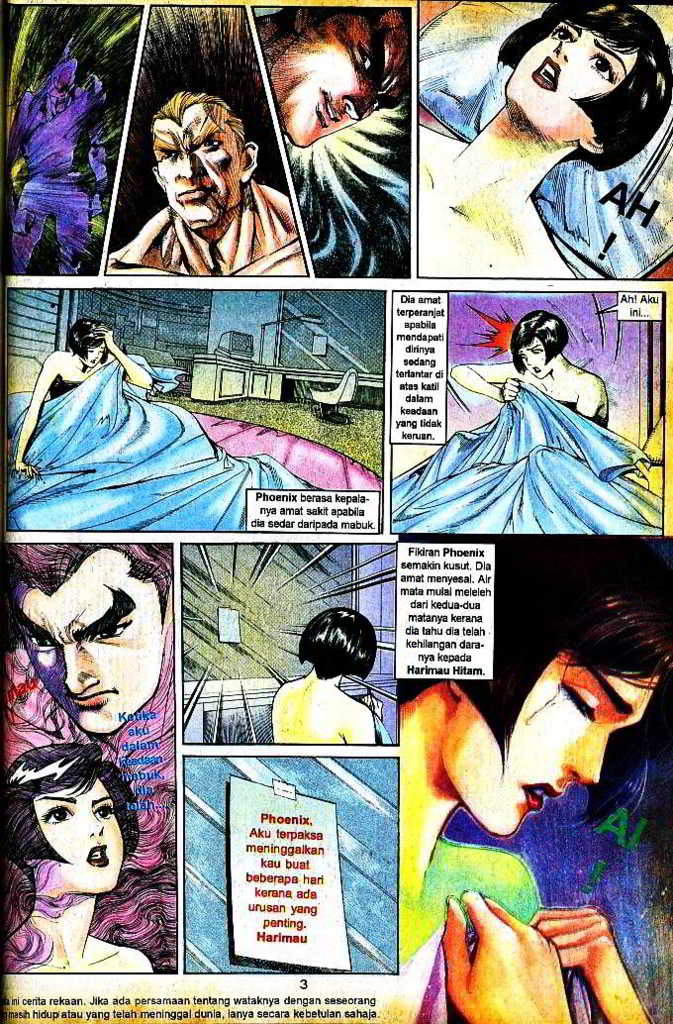 AH
!
Phoenix berasa kepala-
nya amat sakit apabila
dia sedar daripada mabuk.
Dia amat
terperanjat
apabila
mendapati
dirinya
sedang
terlantar di
atas katil
dalam
keadaan
yang tidak
keruan.
Ah! Aku
ini...
Ketika
aku
dalam
keadaan
mabuk,
dia
telah...
Fikiran Phoenix
semakin kusut. Dia
amat menyesal. Air
mata mulai meleleh
dari kedua-dua
matanya kerana
dia tahu dia telah
kehilangan dara-
nya kepada
Harimau Hitam.
Phoenix,
Aku terpaksa
meninggalkan
kau buat
beberapa hari
kerana ada
urusan yang
penting.
Harimau
3
ini cerita rekaan. Jika ada persamaan tentang wataknya dengan seseorang
masih hidup atau yang telah meninggal dunia, ianya secara kebetulan sahaja.